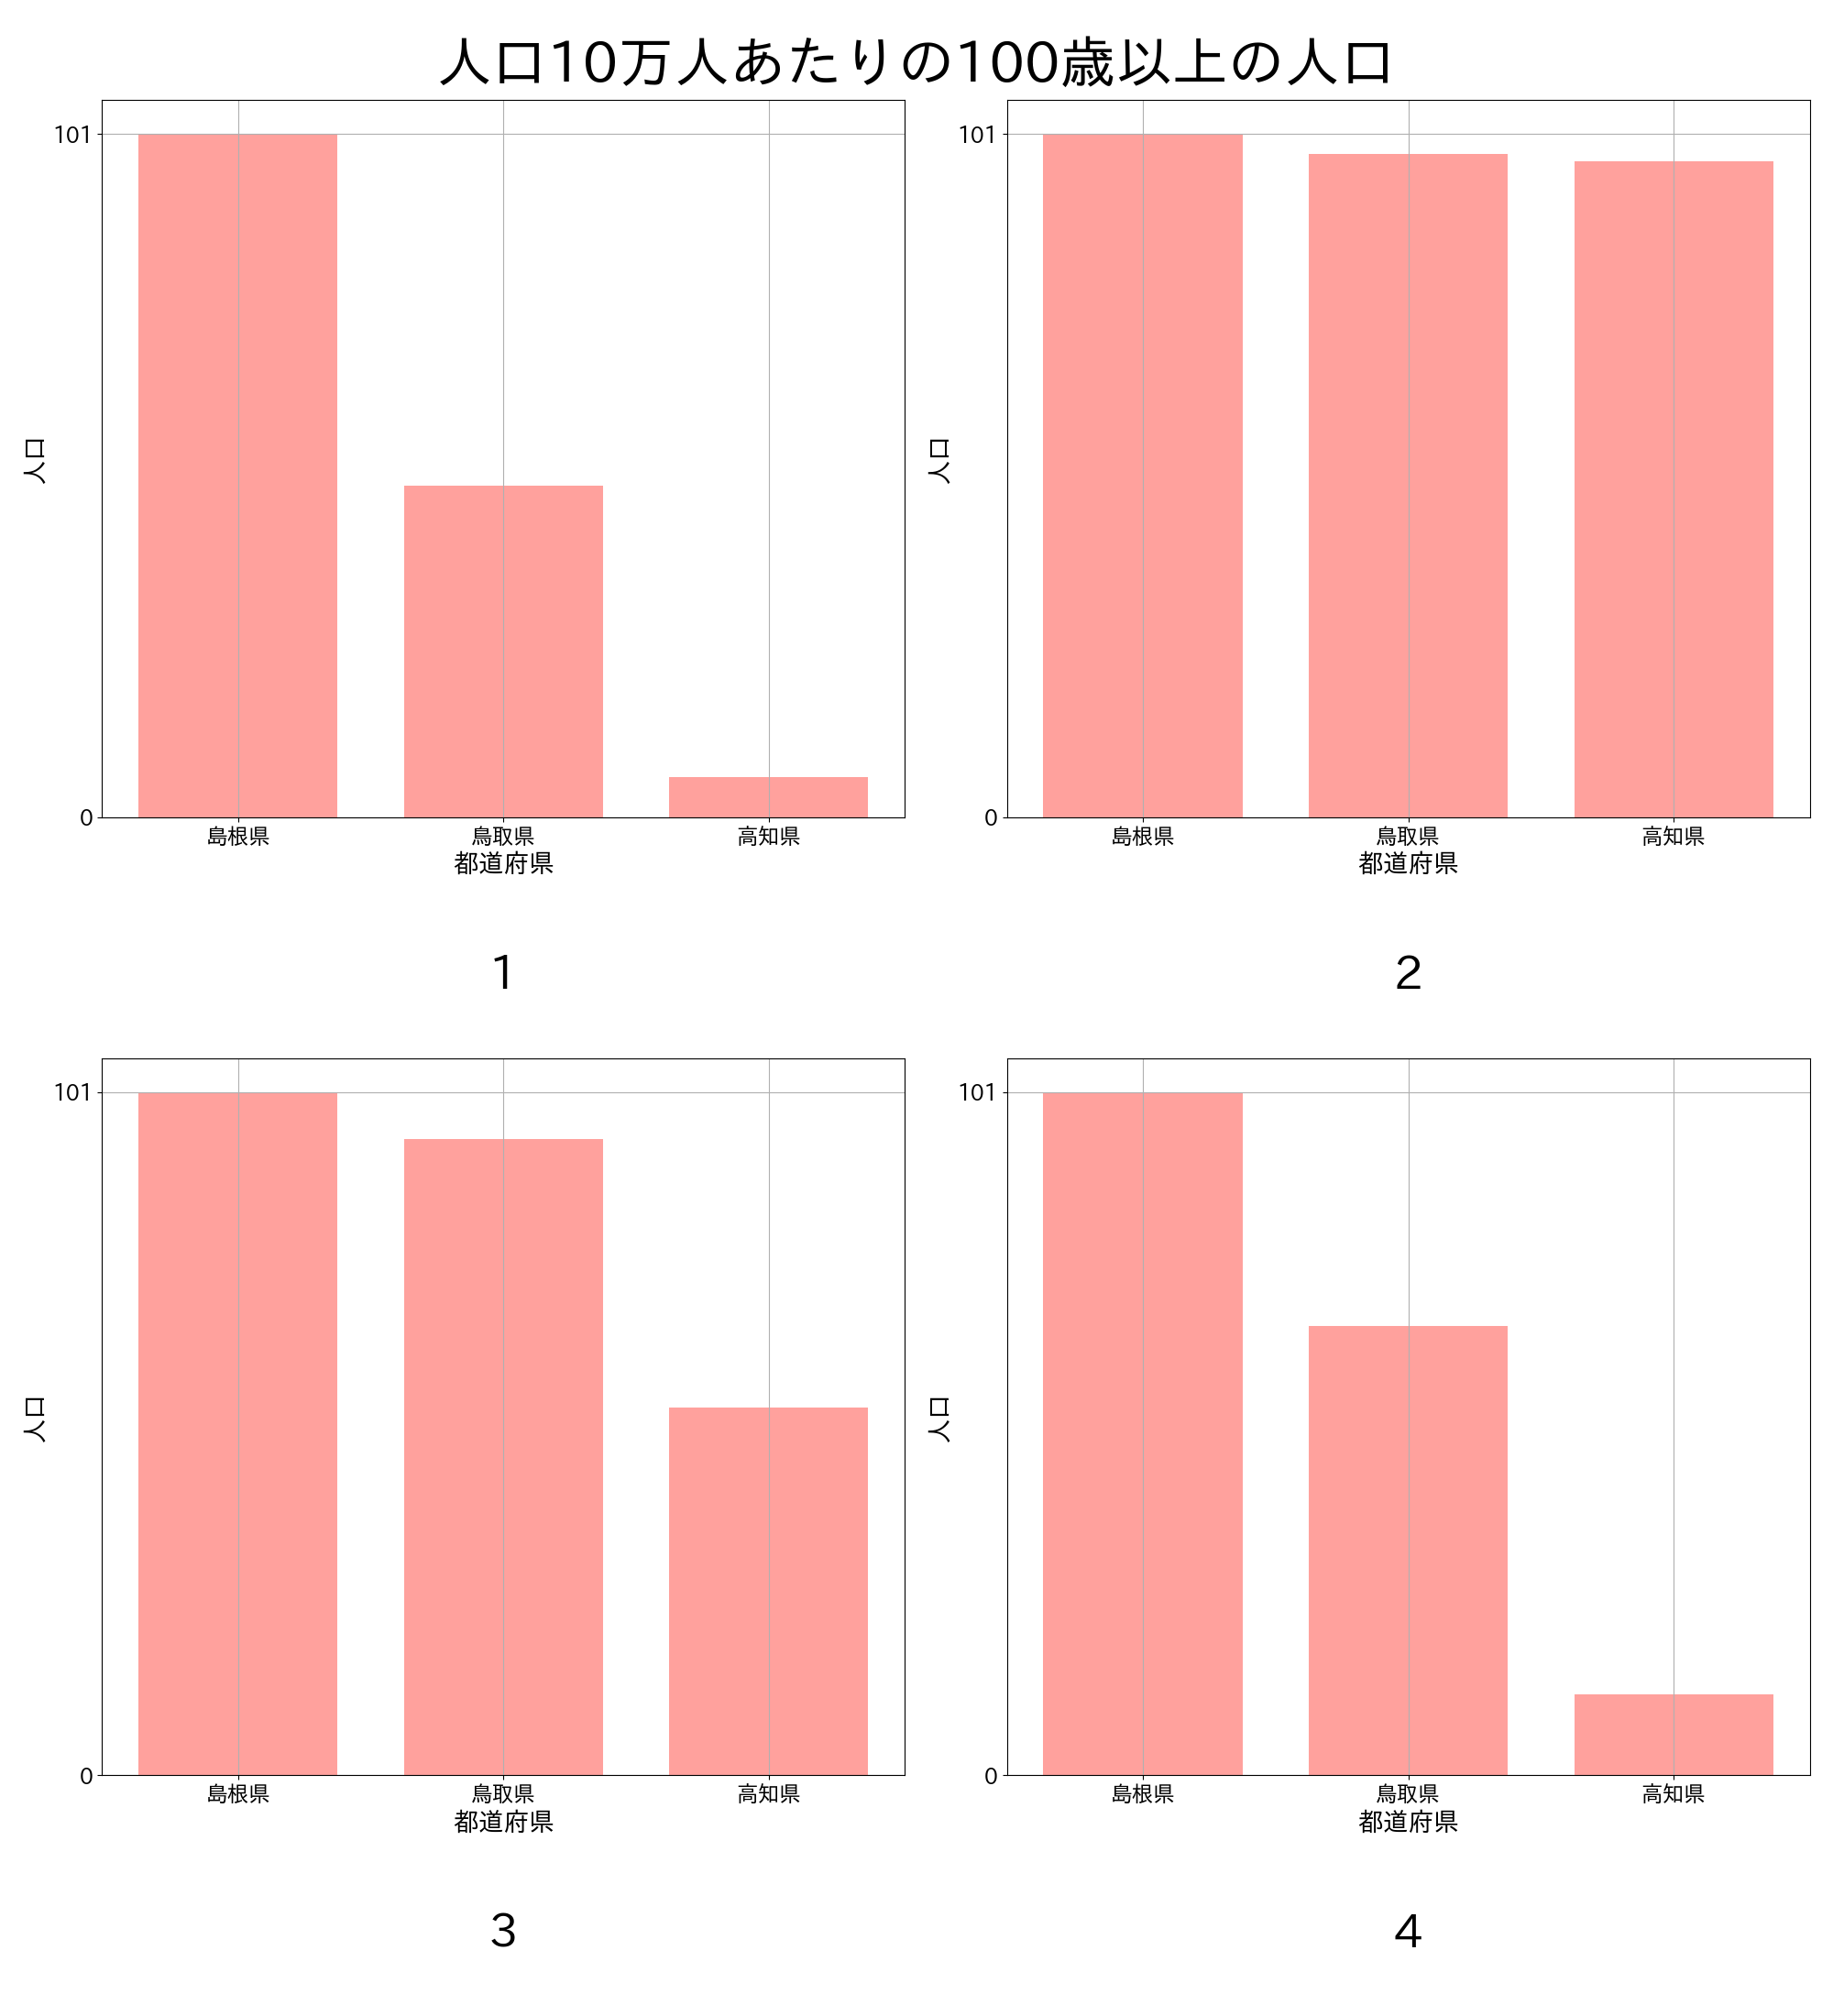 人口10万人あたりの100歳以上の人口
101
0
人口
島根県 鳥取県 高知県
都道府県
1
101
0
人口
島根県 鳥取県 高知県
都道府県
2
101
0
人口
島根県 鳥取県 高知県
都道府県
3
101
0
人口
島根県 鳥取県 高知県
都道府県
4